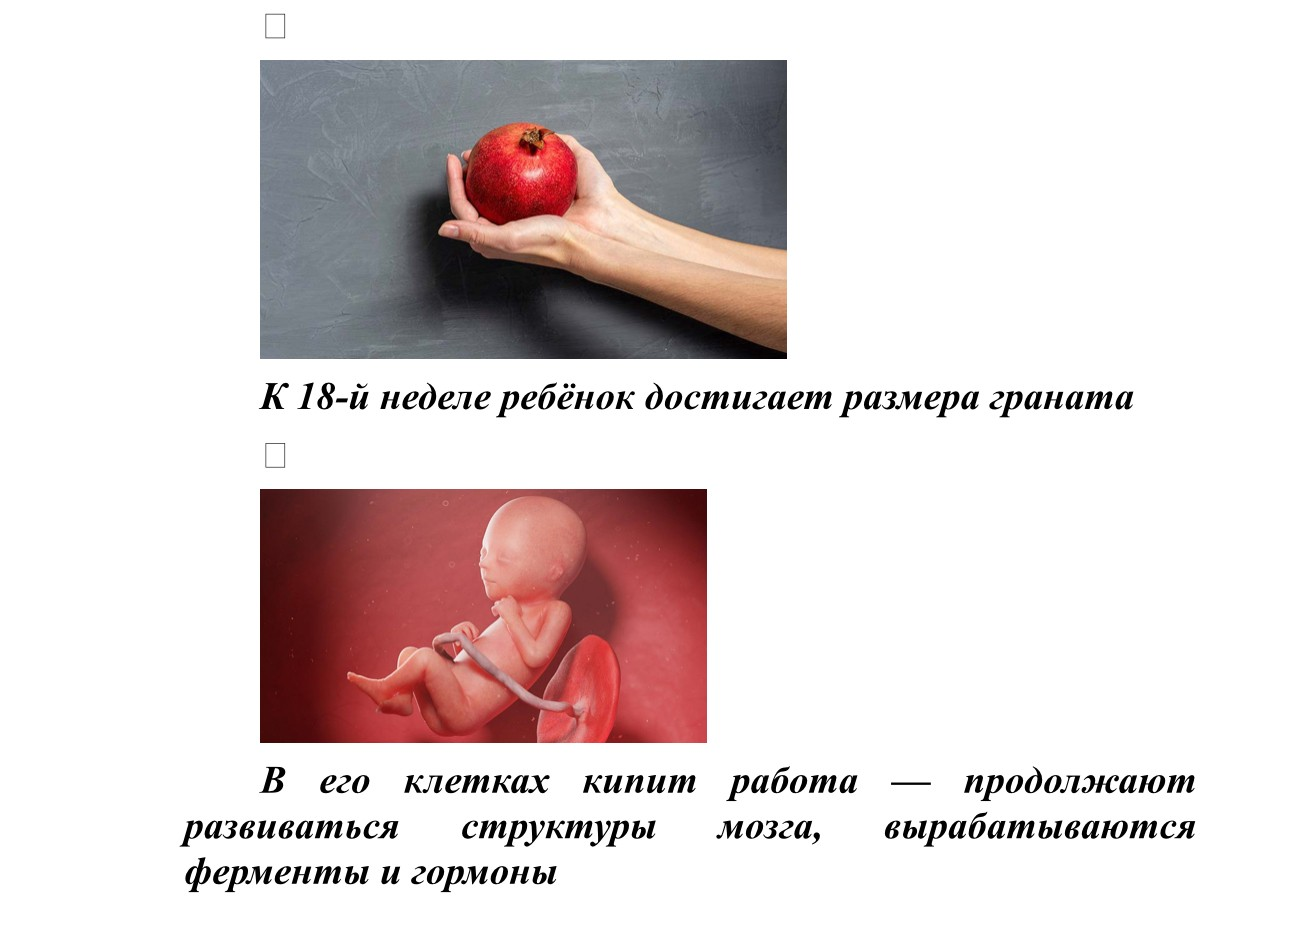 К 18-й неделе ребёнок достигает размера граната
В его клетках кипит работа — продолжают
развиваться структуры мозга, вырабатываются
ферменты и гормоны